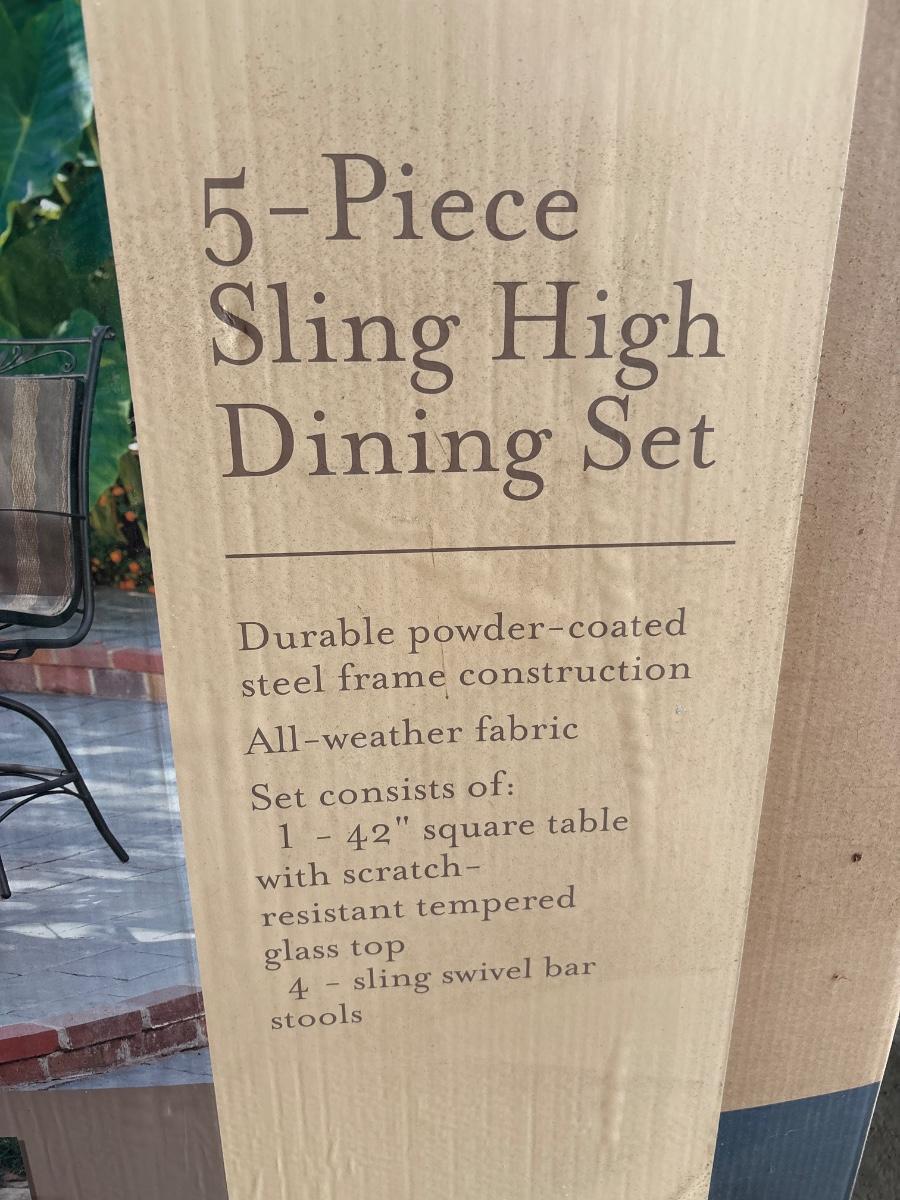 5-Piece
Sling High
Dining Set
Durable powder-coated
steel frame construction
All-weather fabric
Set consists of:
1 - 42" square table
with scratch-
resistant tempered
glass top
4 - sling swivel bar
stools